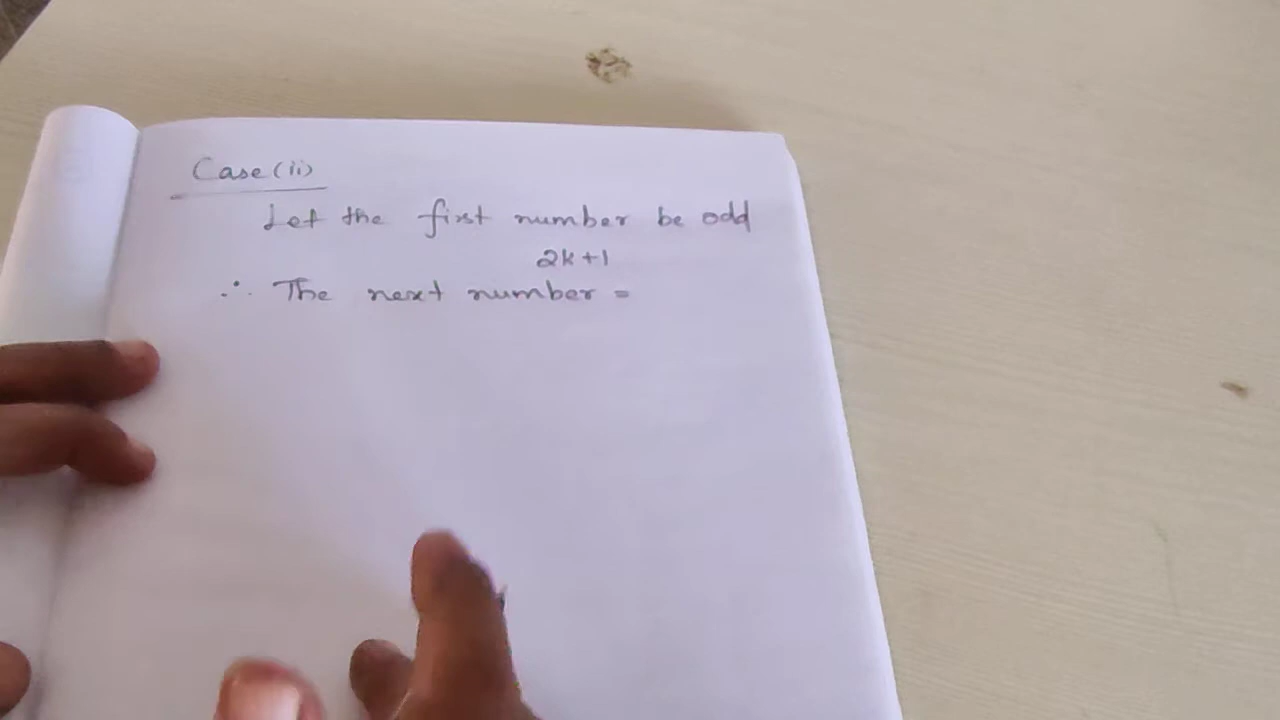 Case (ii)
Let the first number be odd
2k+1
∴ The next number =